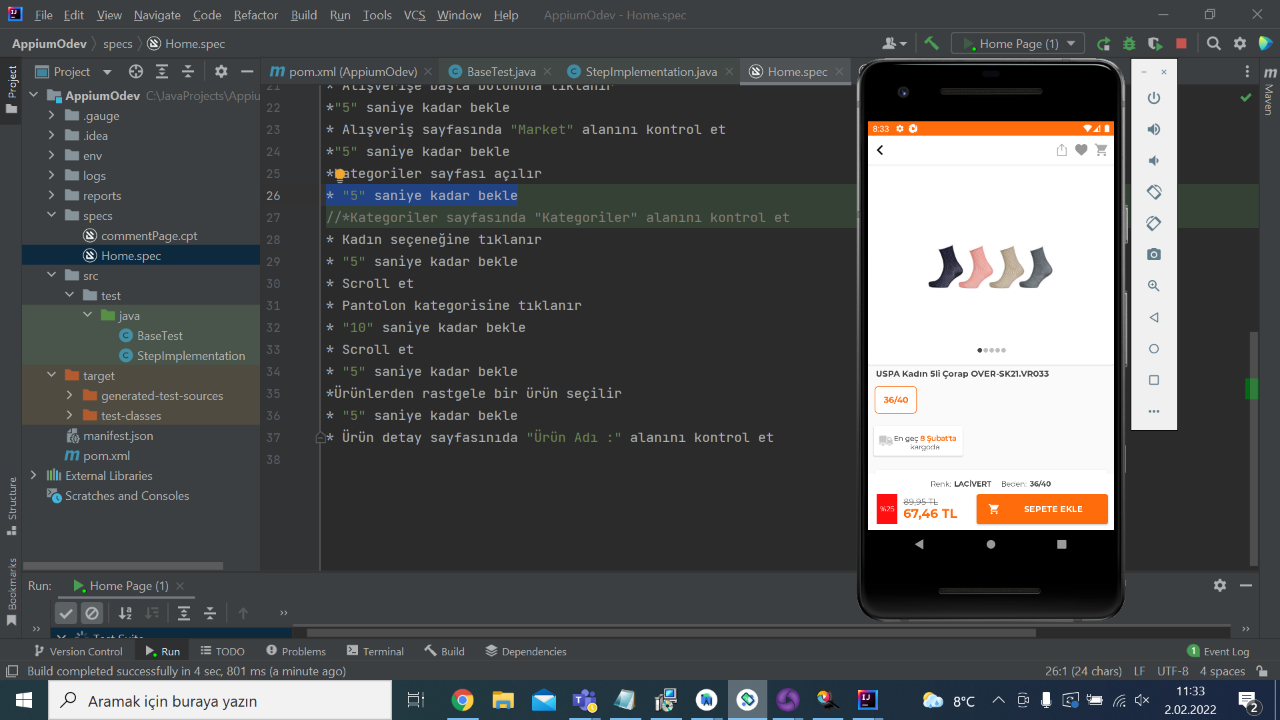 File Edit View Navigate Code Refactor Build Run Tools VCS Window Help AppiumOdev - Home.spec
AppiumOdev specs Home.spec Home Page (1)
Project
pom.xml (AppiumOdev) BaseTest.java StepImplementation.java Home.spec
AppiumOdev C:\JavaProjects\Appiu
.gauge
.idea
env
logs
reports
specs
commentPage.cpt
Home.spec
src
test
java
BaseTest
StepImplementation
target
generated-test-sources
test-classes
manifest.json
pom.xml
External Libraries
Scratches and Consoles
21 * Alışverişe başla butonuna tıklanır
22 *"5" saniye kadar bekle
23 * Alışveriş sayfasında "Market" alanını kontrol et
24 *"5" saniye kadar bekle
25 *Kategoriler sayfası açılır
26 * "5" saniye kadar bekle
27 //*Kategoriler sayfasında "Kategoriler" alanını kontrol et
28 * Kadın seçeneğine tıklanır
29 * "5" saniye kadar bekle
30 * Scroll et
31 * Pantolon kategorisine tıklanır
32 * "10" saniye kadar bekle
33 * Scroll et
34 * "5" saniye kadar bekle
35 *Ürünlerden rastgele bir ürün seçilir
36 * "5" saniye kadar bekle
37 * Ürün detay sayfasınıda "Ürün Adı :" alanını kontrol et
38
8:33
USPA Kadın 5li Çorap OVER-SK21.VR033
36/40
En geç 8 Şubat'ta
kargoda
Renk: LACİVERT Beden: 36/40
%25
89,95 TL
67,46 TL
SEPETE EKLE
Project
Structure
Bookmarks
Maven
Run: Home Page (1)
Test Suite
Version Control Run TODO Problems Terminal Build Dependencies 1 Event Log
Build completed successfully in 4 sec, 801 ms (a minute ago) 26:1 (24 chars) LF UTF-8 4 spaces
Aramak için buraya yazın
8°C
11:33
2.02.2022
2